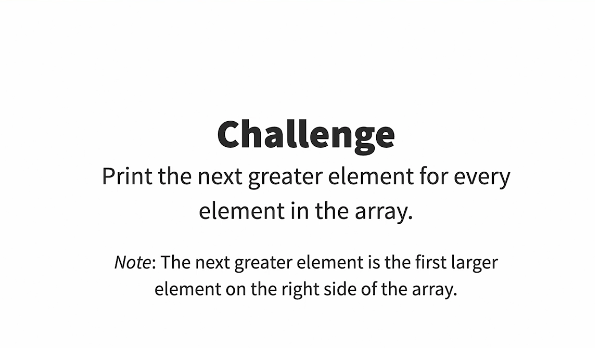 Challenge
Print the next greater element for every
element in the array.
Note: The next greater element is the first larger
element on the right side of the array.